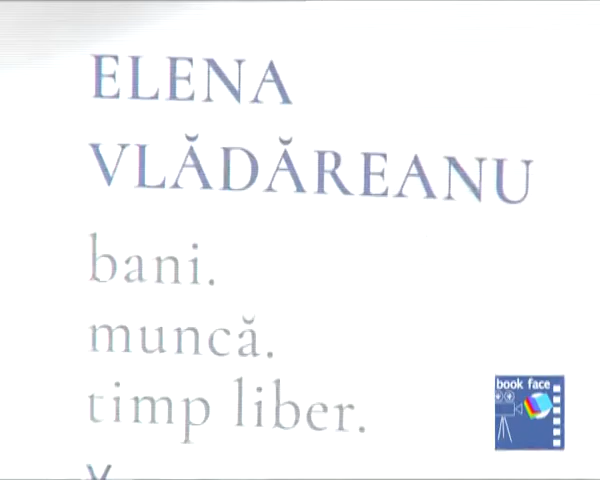 ELENA
VLĂDĂREANU
bani.
muncă.
timp liber.
book face